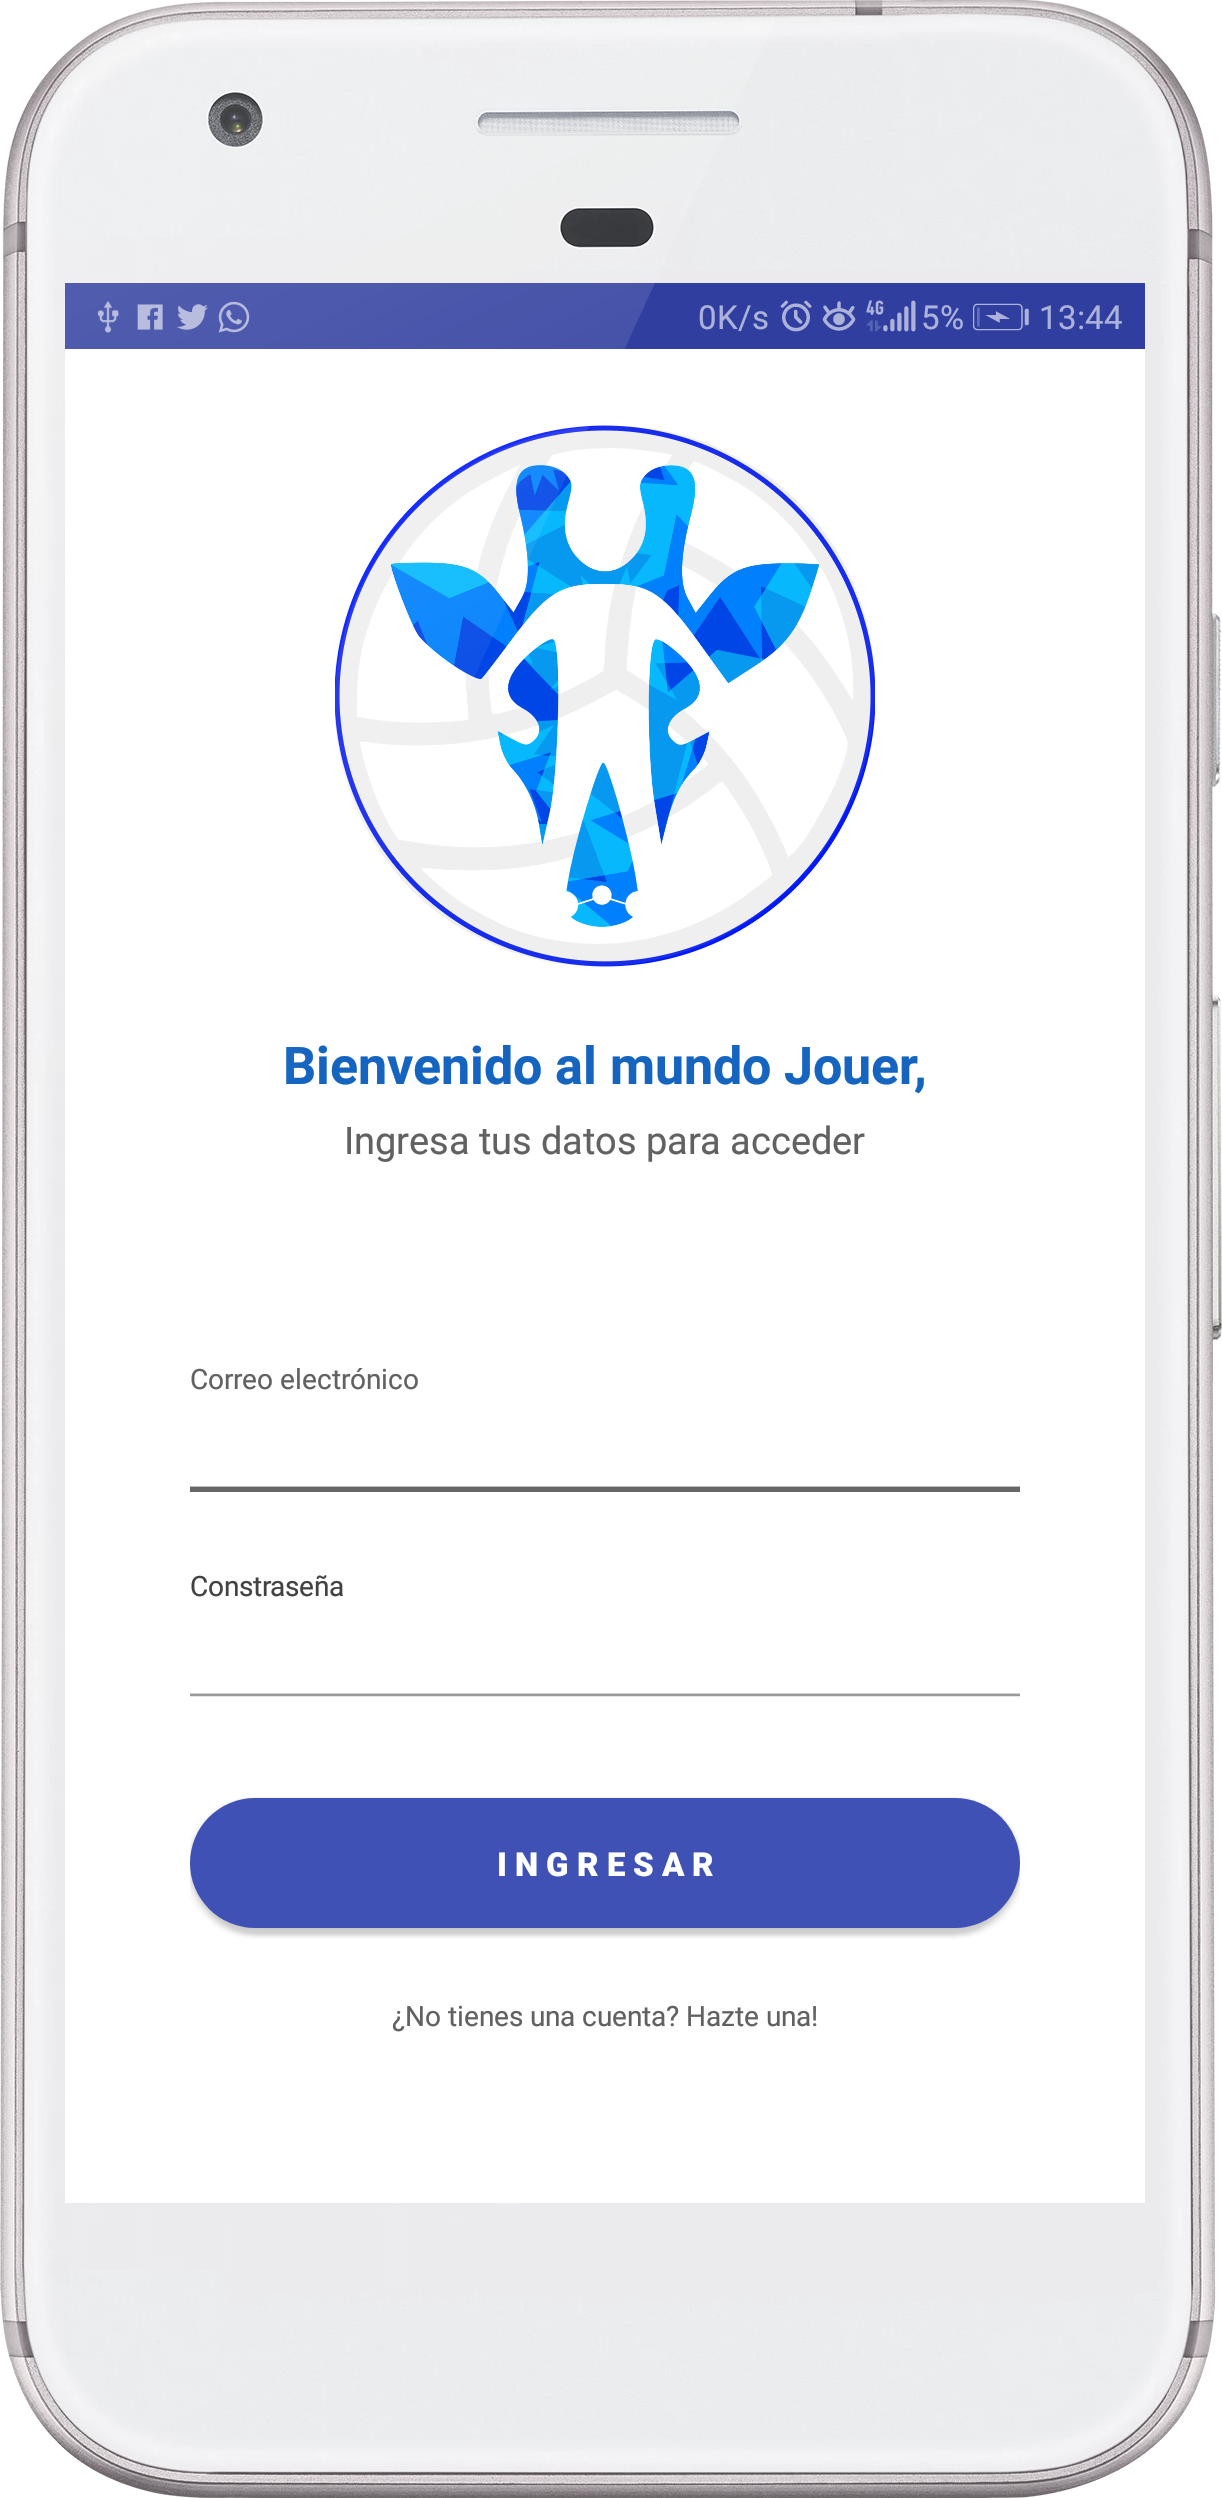 0K/s 4G 5% 13:44
Bienvenido al mundo Jouer,
Ingresa tus datos para acceder
Correo electrónico
Constraseña
INGRESAR
¿No tienes una cuenta? Hazte una!